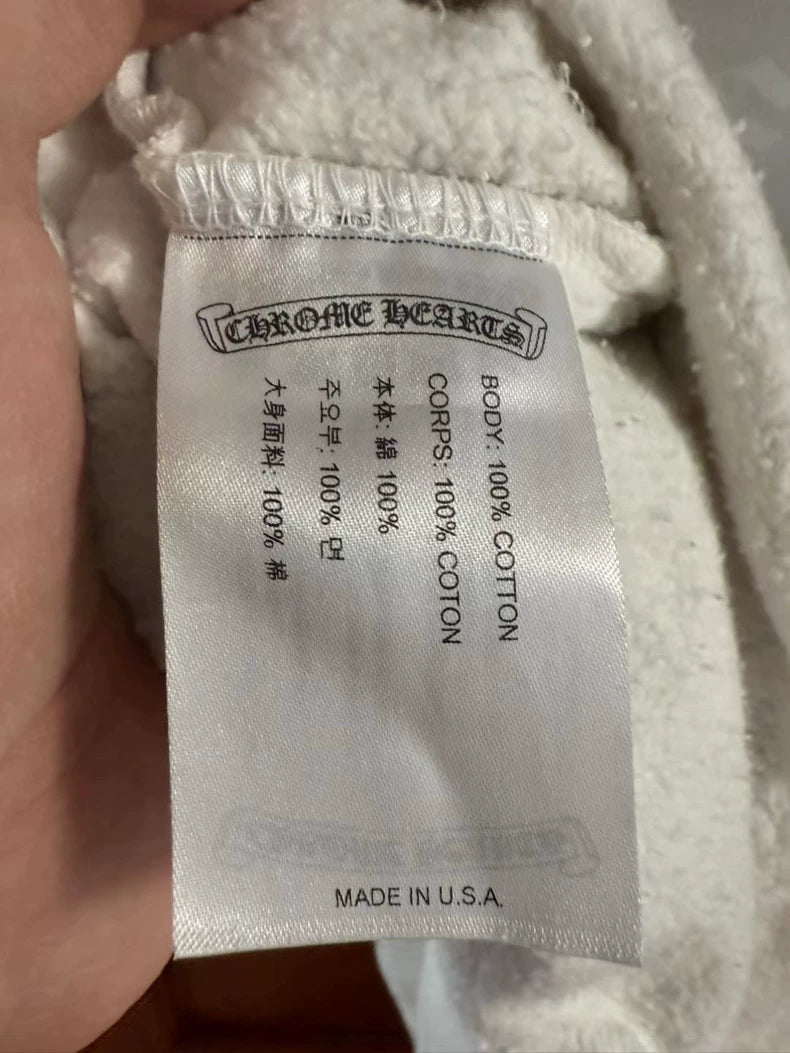 CHROME HEARTS
BODY: 100% COTTON
CORPS: 100% COTON
本体: 綿 100%
주요부: 100% 면
大身面料: 100% 棉
MADE IN U.S.A.